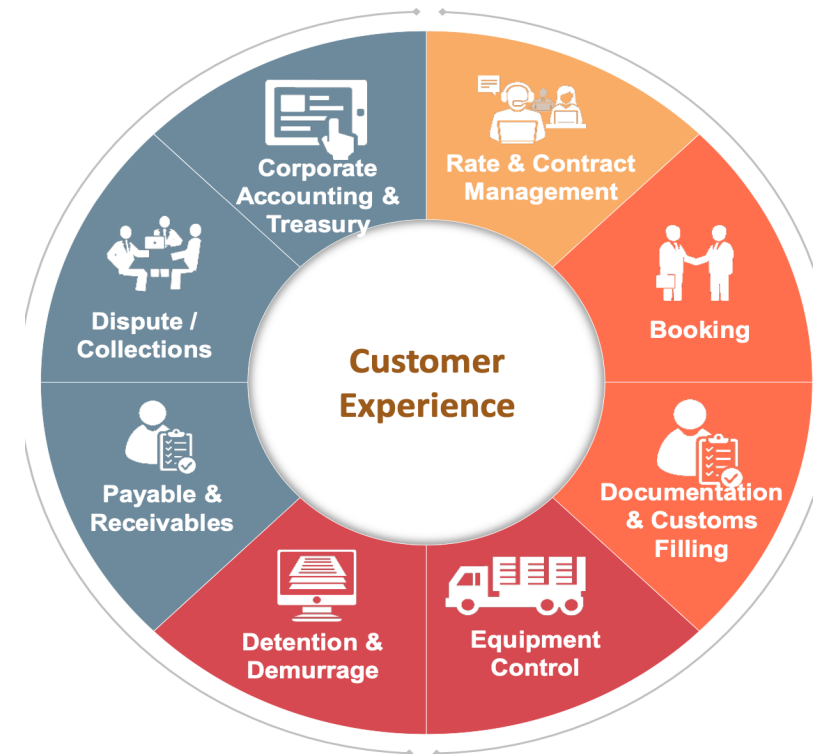 Corporate
Accounting &
Treasury
Rate & Contract
Management
Booking
Documentation
& Customs
Filling
Equipment
Control
Detention &
Demurrage
Payable &
Receivables
Dispute /
Collections
Customer
Experience